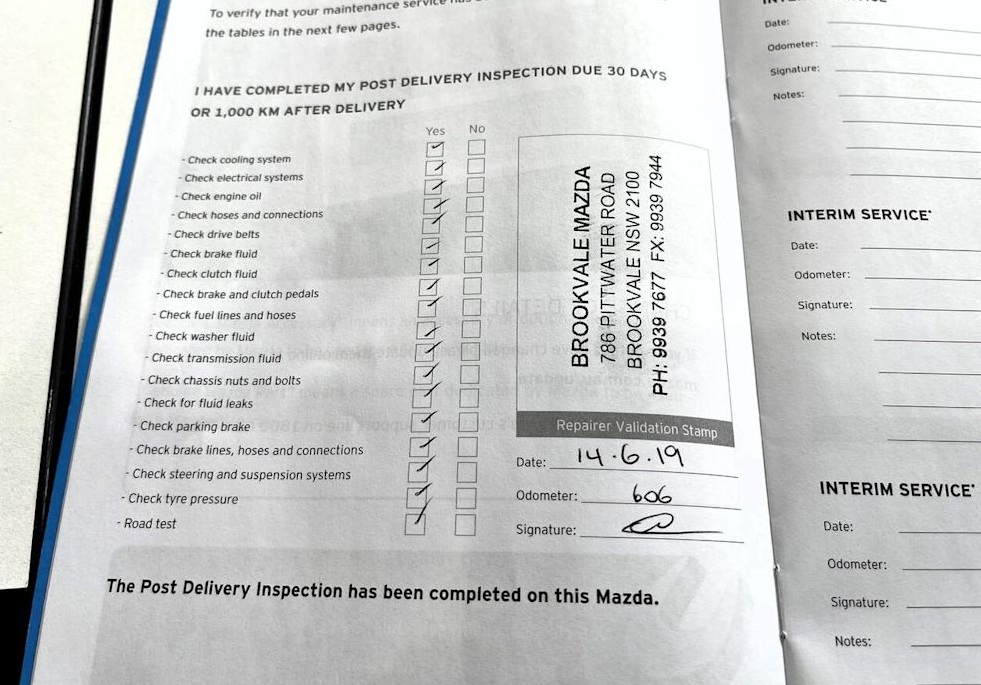 To verify that your maintenance service has
the tables in the next few pages.
I HAVE COMPLETED MY POST DELIVERY INSPECTION DUE 30 DAYS
OR 1,000 KM AFTER DELIVERY
Yes No
- Check cooling system
- Check electrical systems
- Check engine oil
- Check hoses and connections
- Check drive belts
- Check brake fluid
- Check clutch fluid
- Check brake and clutch pedals
- Check fuel lines and hoses
- Check washer fluid
- Check transmission fluid
- Check chassis nuts and bolts
- Check for fluid leaks
- Check parking brake
- Check brake lines, hoses and connections
- Check steering and suspension systems
- Check tyre pressure
- Road test
BROOKVALE MAZDA
786 PITTWATER ROAD
BROOKVALE NSW 2100
PH: 9939 7677 FX: 9939 7944
Repairer Validation Stamp
Date: 14.6.19
Odometer: 606
Signature:
The Post Delivery Inspection has been completed on this Mazda.
Date:
Odometer:
Signature:
Notes:
INTERIM SERVICE*
Date:
Odometer:
Signature:
Notes:
INTERIM SERVICE*
Date:
Odometer:
Signature:
Notes: